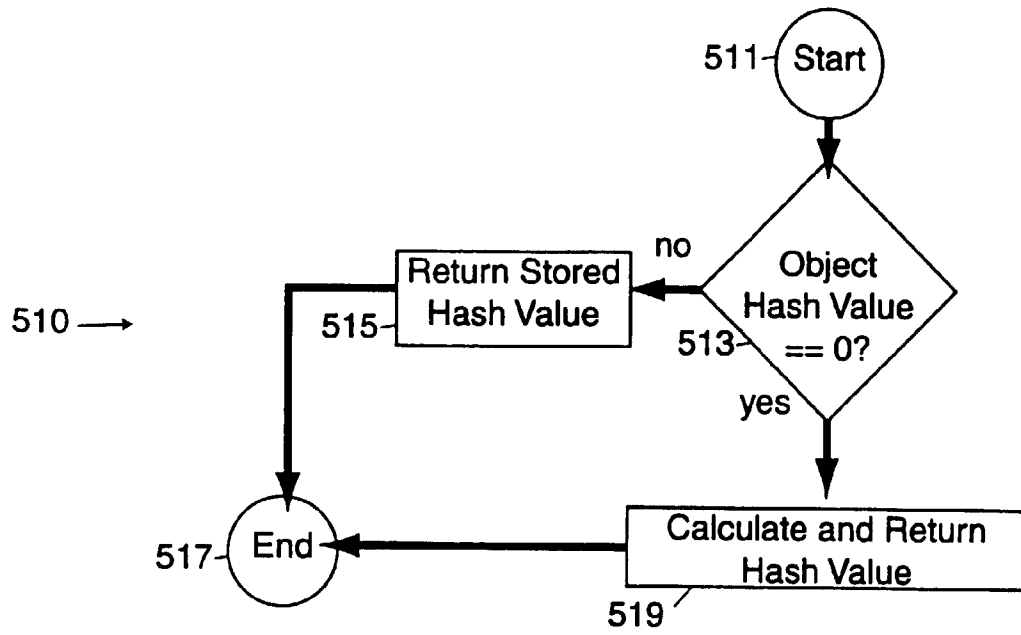 511
Start
no
Object
Hash Value
== 0?
513
yes
Return Stored
Hash Value
515
510
Calculate and Return
Hash Value
519
End
517